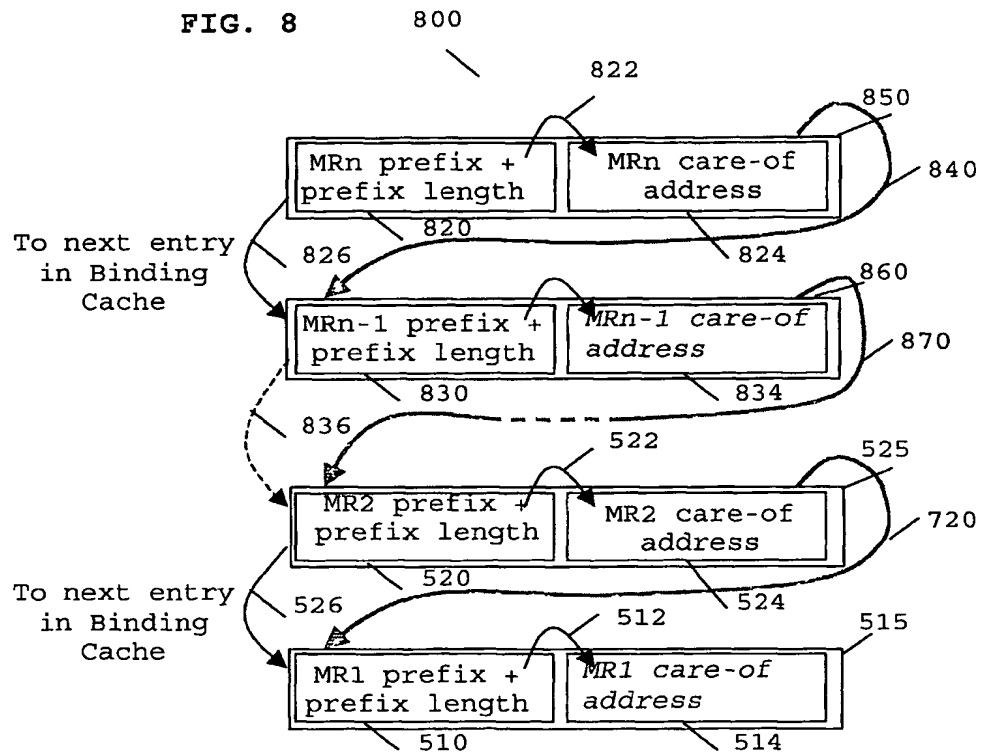 FIG. 8
800
822
850
MRn prefix +
prefix length
MRn care-of
address
840
820
824
To next entry
in Binding
Cache
826
860
MRn-1 prefix +
prefix length
MRn-1 care-of
address
870
830
834
836
522
525
MR2 prefix +
prefix length
MR2 care-of
address
720
520
524
To next entry
in Binding
Cache
526
512
515
MR1 prefix +
prefix length
MR1 care-of
address
510
514